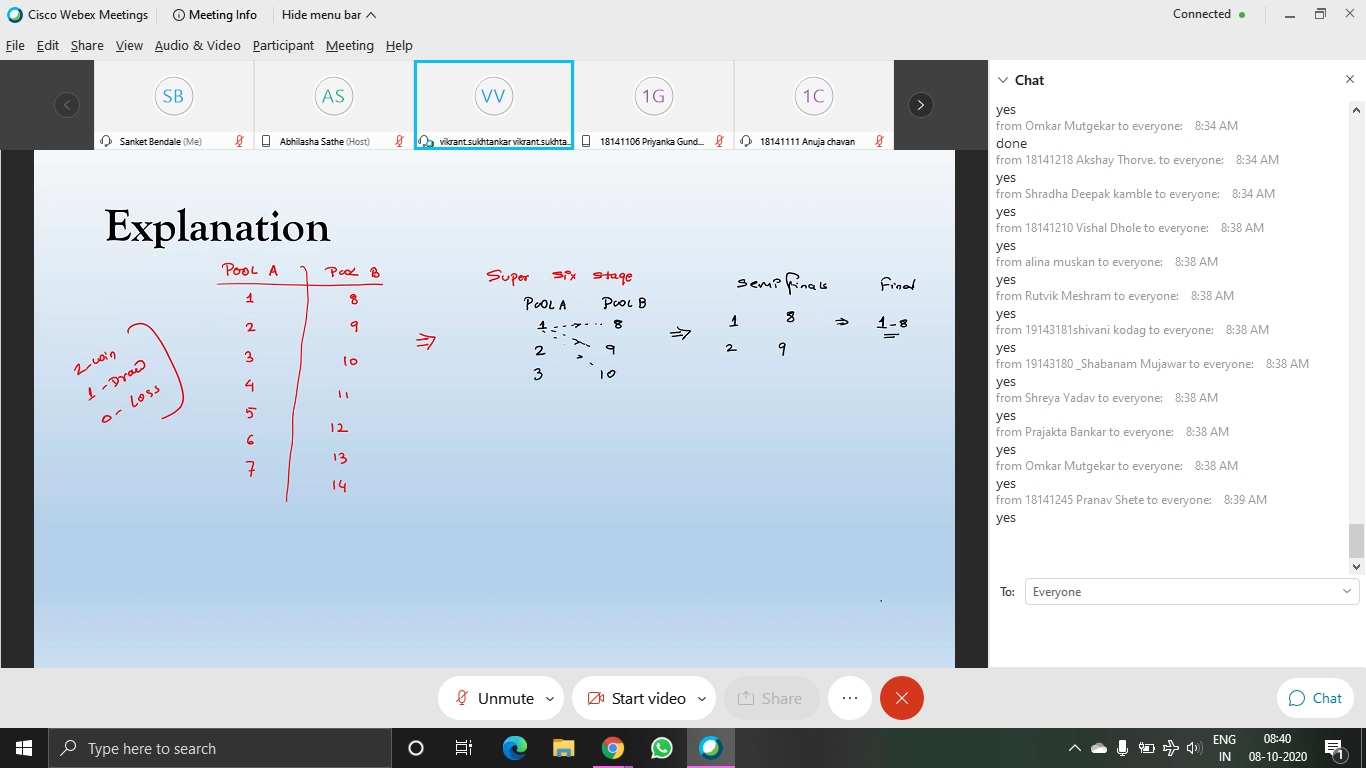 Cisco Webex Meetings
Meeting Info
Hide menu bar
Connected
File Edit Share View Audio & Video Participant Meeting Help
SB
AS
VV
1G
1C
Sanket Bendale (Me)
Abhilasha Sathe (Host)
vikrant.sukhtankar vikrant.sukhta...
18141106 Priyanka Gund...
18141111 Anuja chavan
Explanation
POOL A POOL B
1 8
2 9
3 10
4 11
5 12
6 13
7 14
2-win
1-Draw
0-Loss
⇒
Super six stage
POOL A POOL B
1 8
2 9
3 10
⇒
Semi finals
1 8
2 9
⇒
Final
1-8
Chat
yes
from Omkar Mutgekar to everyone: 8:34 AM
done
from 18141218 Akshay Thorve. to everyone: 8:34 AM
yes
from Shradha Deepak kamble to everyone: 8:34 AM
yes
from 18141210 Vishal Dhole to everyone: 8:38 AM
yes
from alina muskan to everyone: 8:38 AM
yes
from Rutvik Meshram to everyone: 8:38 AM
yes
from 19143181shivani kodag to everyone: 8:38 AM
yes
from 19143180 _Shabanam Mujawar to everyone: 8:38 AM
yes
from Shreya Yadav to everyone: 8:38 AM
yes
from Prajakta Bankar to everyone: 8:38 AM
yes
from Omkar Mutgekar to everyone: 8:38 AM
yes
from 18141245 Pranav Shete to everyone: 8:39 AM
yes
To: Everyone
Unmute
Start video
Share
Chat
Type here to search
ENG
IN
08:40
08-10-2020
1